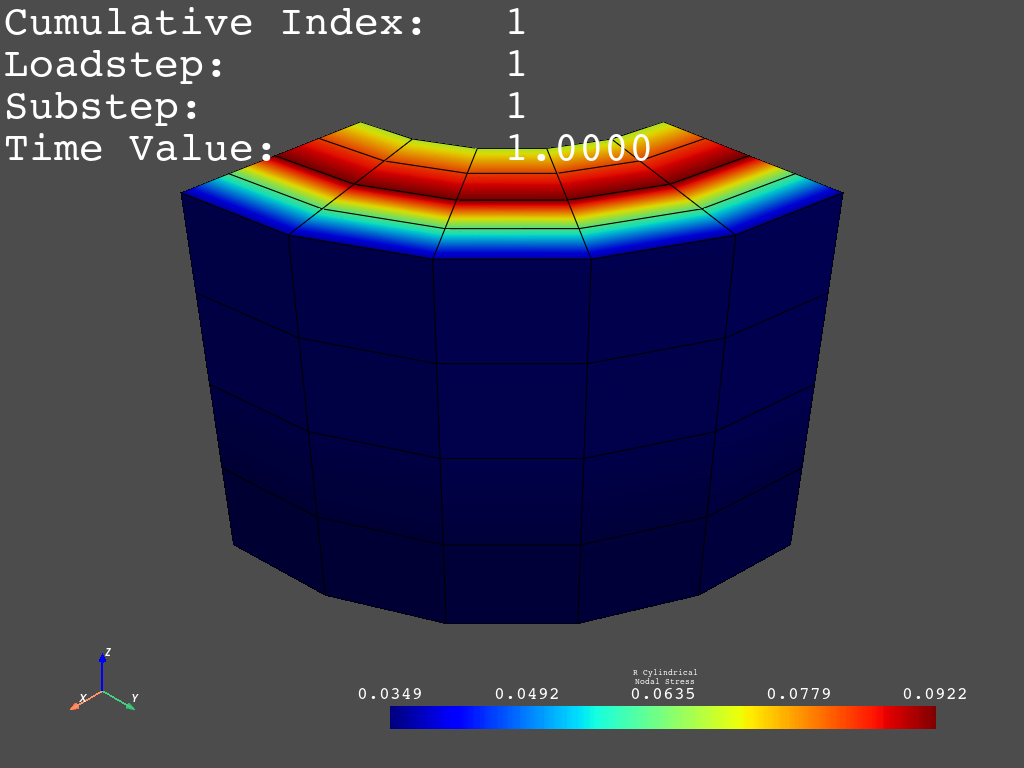 Cumulative Index: 1
Loadstep: 1
Substep: 1
Time Value: 1.0000
Z
X Y
R Cylindrical
Nodal Stress
0.0349 0.0492 0.0635 0.0779 0.0922